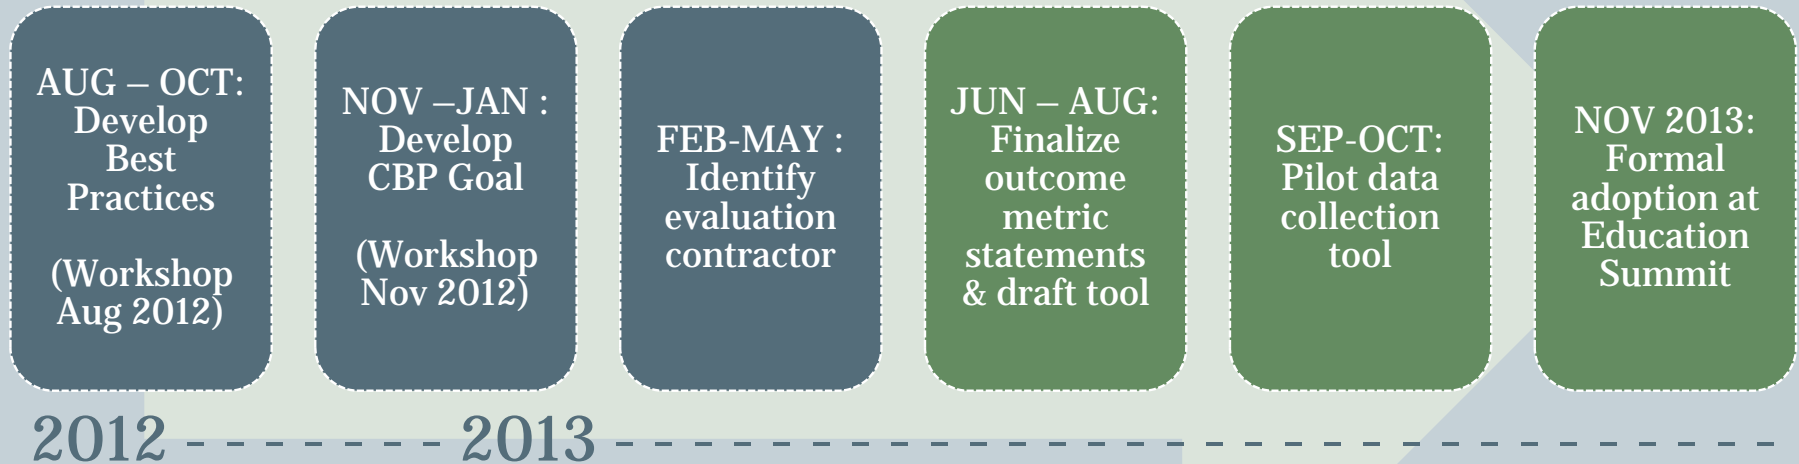 AUG – OCT:
Develop
Best
Practices
(Workshop
Aug 2012)
NOV –JAN :
Develop
CBP Goal
(Workshop
Nov 2012)
FEB-MAY :
Identify
evaluation
contractor
JUN – AUG:
Finalize
outcome
metric
statements
& draft tool
SEP-OCT:
Pilot data
collection
tool
NOV 2013:
Formal
adoption at
Education
Summit
2012
2013